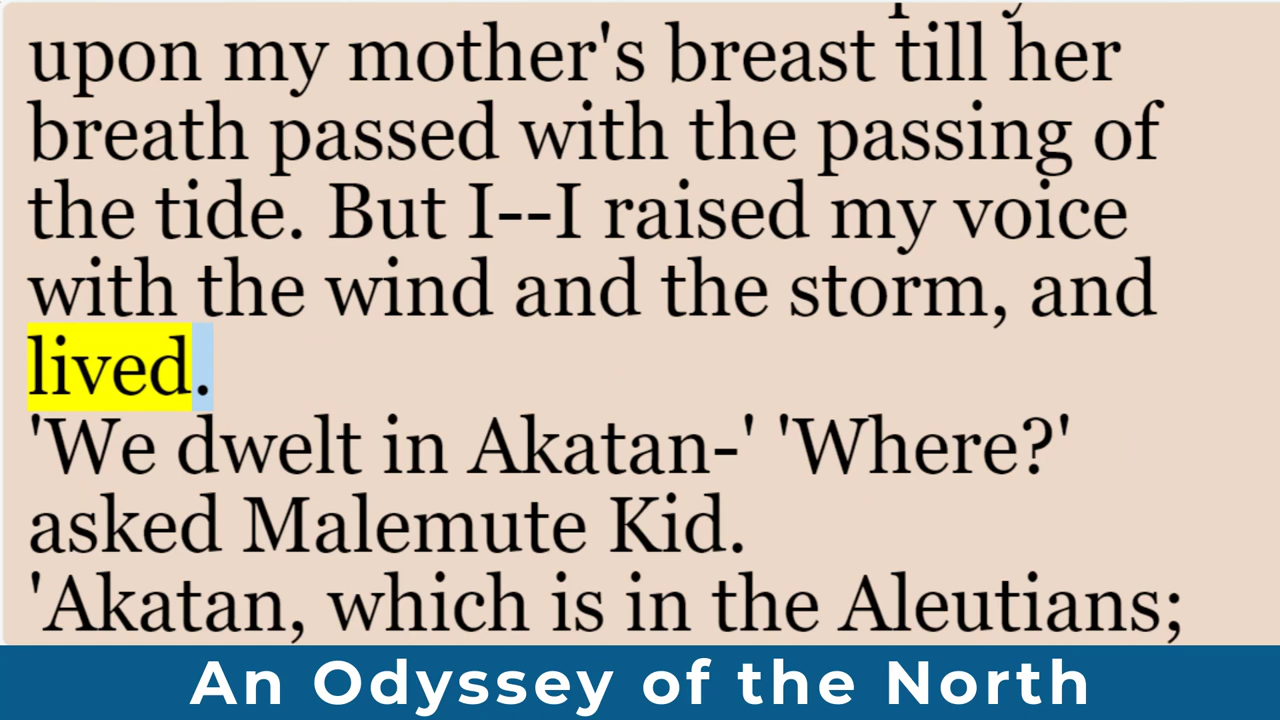 upon my mother's breast till her
breath passed with the passing of
the tide. But I--I raised my voice
with the wind and the storm, and
lived.
'We dwelt in Akatan-' 'Where?'
asked Malemute Kid.
'Akatan, which is in the Aleutians;
An Odyssey of the North